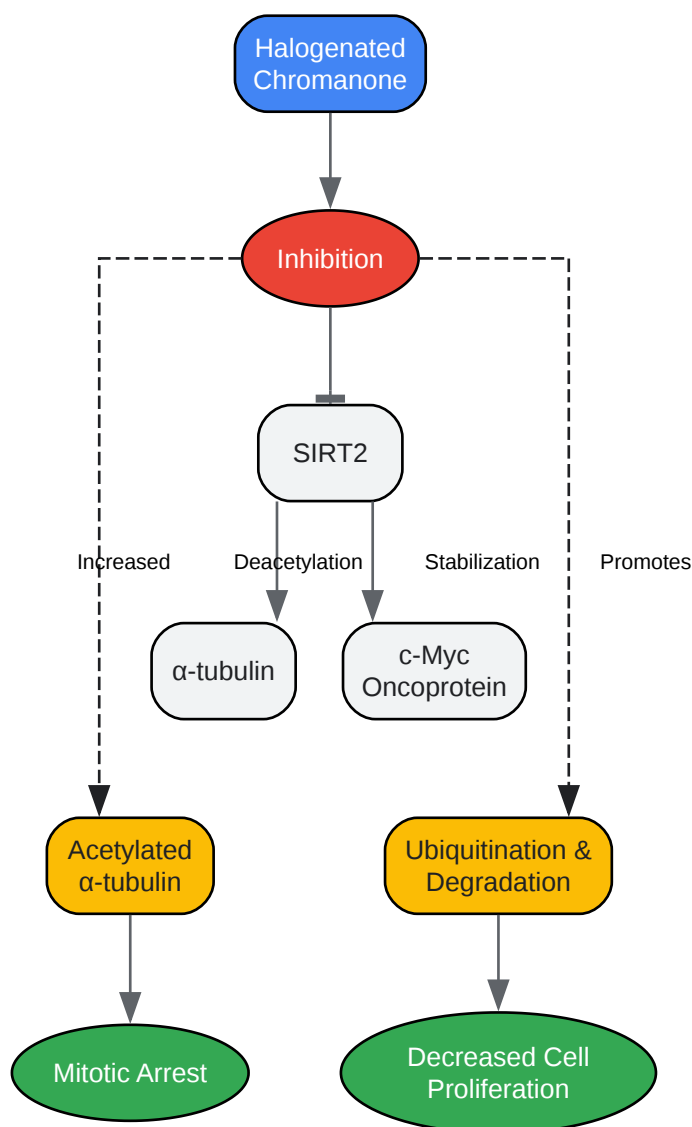 Halogenated
Chromanone
Inhibition
SIRT2
Increased
Deacetylation
Stabilization
Promotes
α-tubulin
c-Myc
Oncoprotein
Acetylated
α-tubulin
Ubiquitination &
Degradation
Mitotic Arrest
Decreased Cell
Proliferation